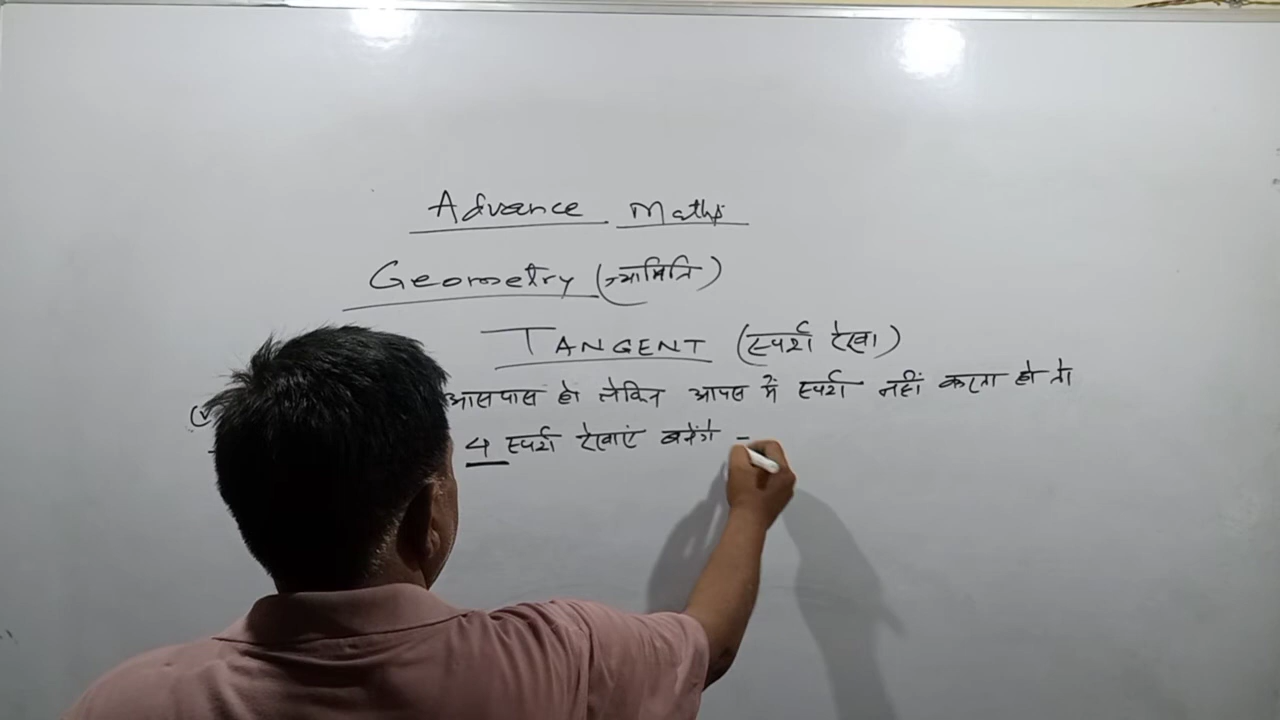 Advance Maths
Geometry (ज्यामिति)
TANGENT (स्पर्श रेखा)
आसपास हो लेकिन आपस में स्पर्श नहीं करता हो तो
4 स्पर्श रेखाएं बनेंगे -